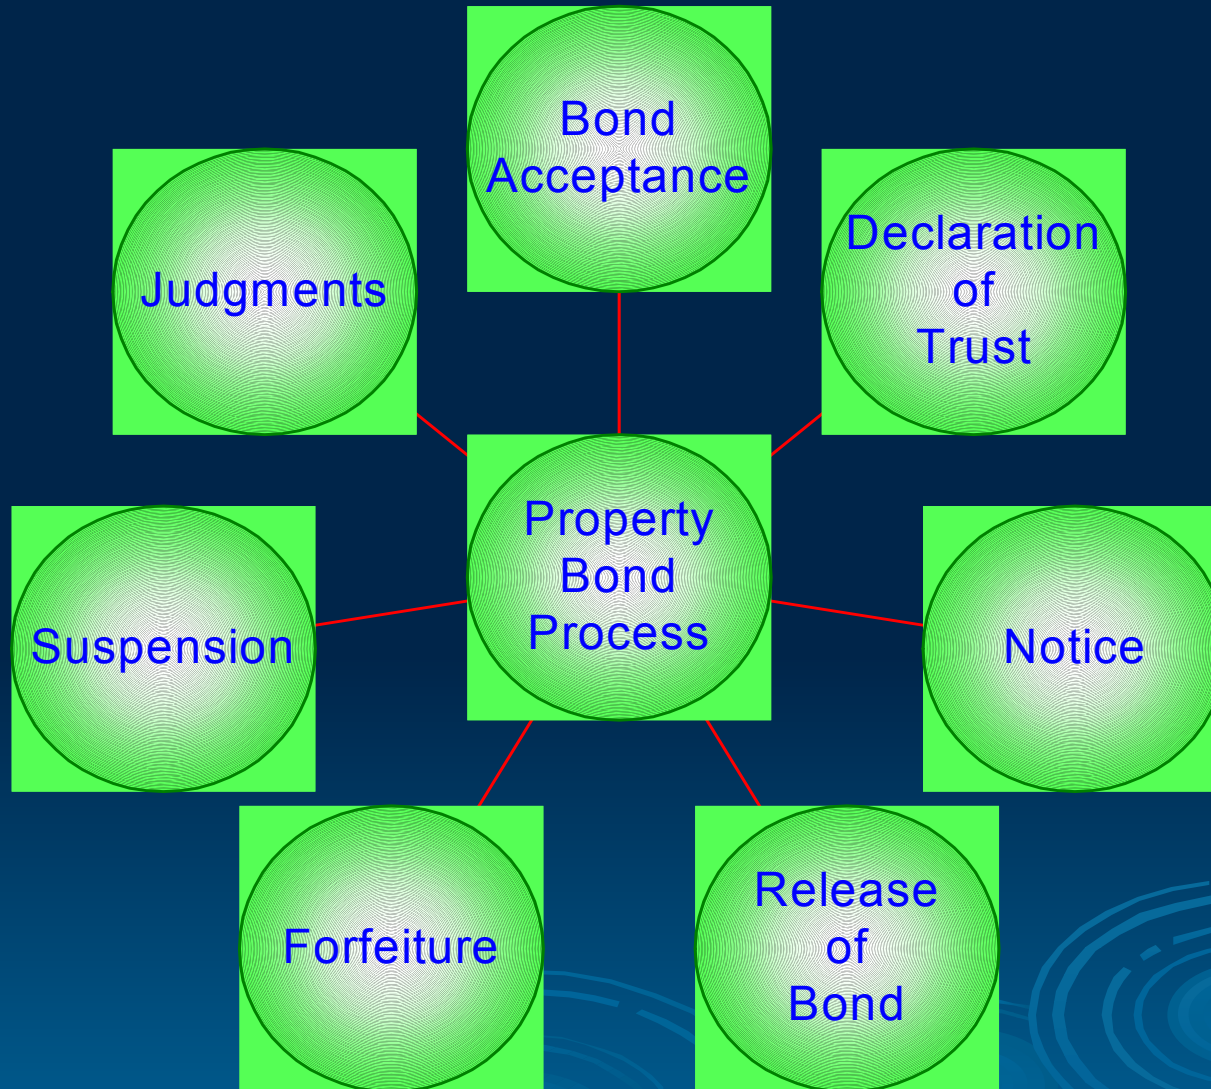 Bond
Acceptance
Judgments
Declaration
of
Trust
Property
Bond
Process
Suspension
Notice
Forfeiture
Release
of
Bond